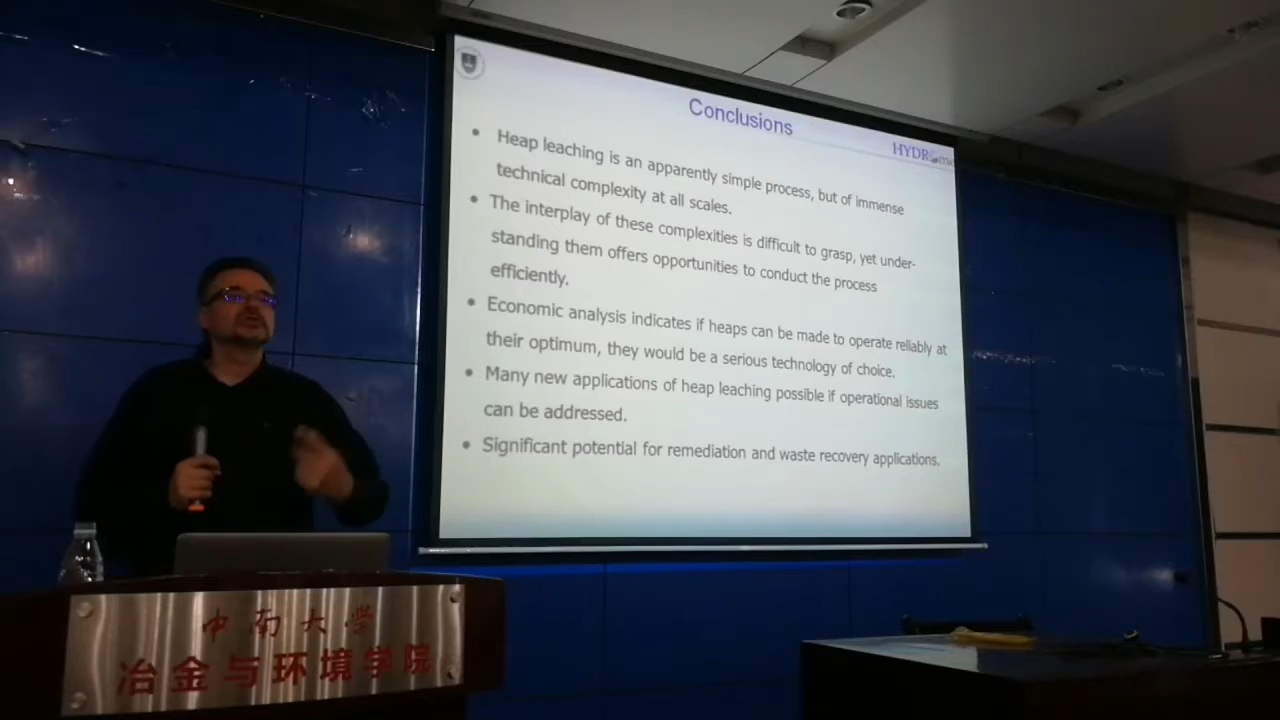 Conclusions
HYDR me
• Heap leaching is an apparently simple process, but of immense
technical complexity at all scales.
• The interplay of these complexities is difficult to grasp, yet under-
standing them offers opportunities to conduct the process
efficiently.
• Economic analysis indicates if heaps can be made to operate reliably at
their optimum, they would be a serious technology of choice.
• Many new applications of heap leaching possible if operational issues
can be addressed.
• Significant potential for remediation and waste recovery applications.
中南大学
冶金与环境学院